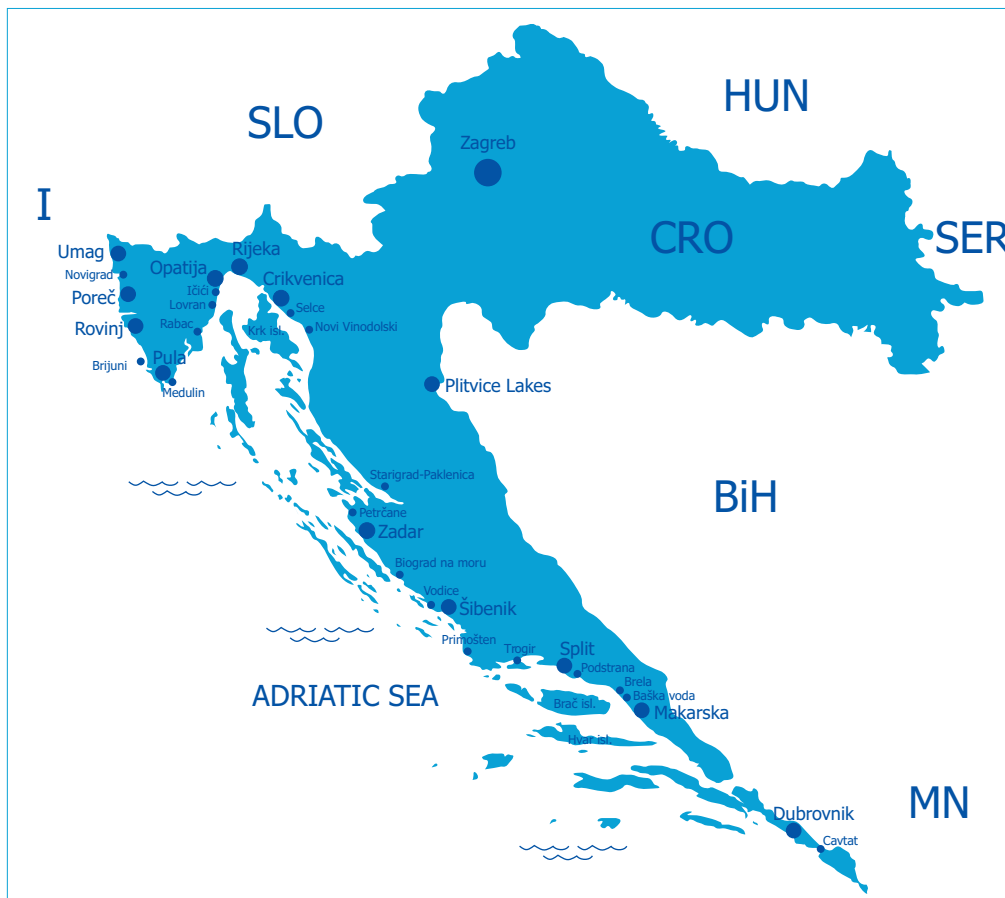 HUN
SLO
Zagreb
I
CRO
SER
Umag
Rijeka
Novigrad
Opatija
Crikvenica
Poreč
Ičići
Lovran
Selce
Rovinj
Rabac
Krk isl.
Novi Vinodolski
Brijuni
Pula
Medulin
Plitvice Lakes
Starigrad-Paklenica
BiH
Petrčane
Zadar
Biograd na moru
Vodice
Šibenik
Primošten
Trogir
Split
Podstrana
Brela
ADRIATIC SEA
Baška voda
Brač isl.
Makarska
Hvar isl.
MN
Dubrovnik
Cavtat